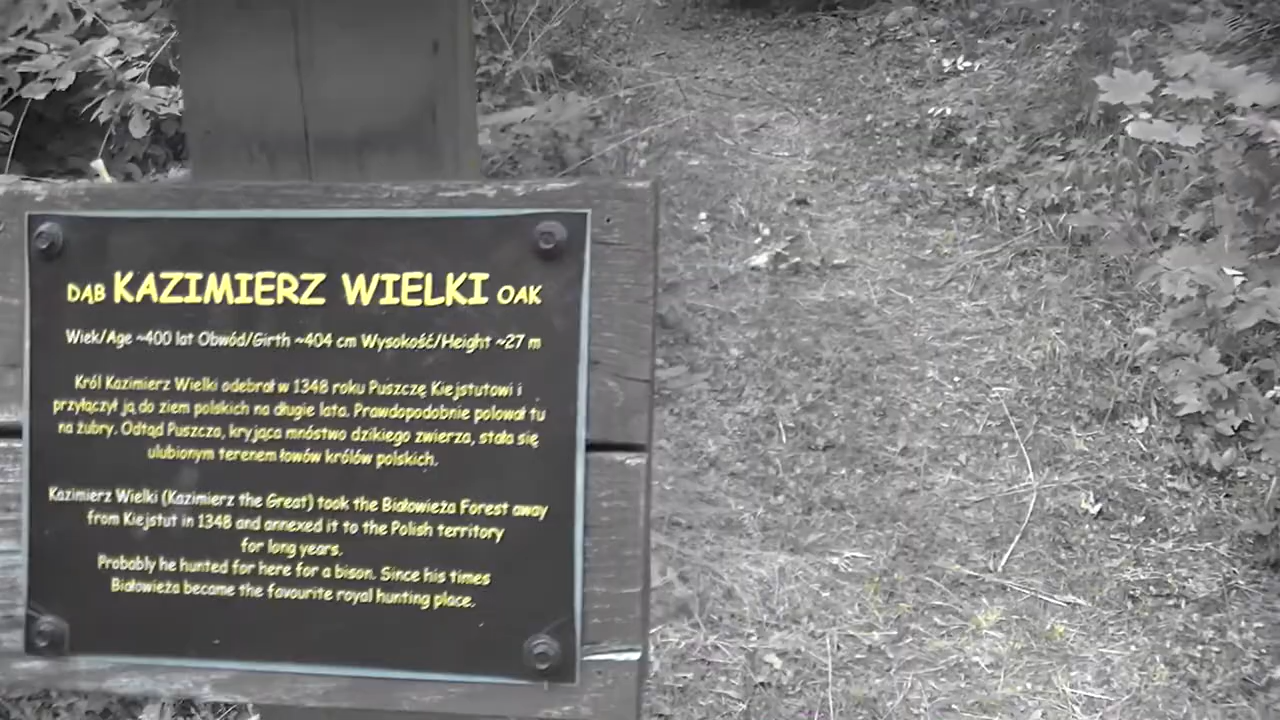 DĄB KAZIMIERZ WIELKI OAK
Wiek/Age ~400 lat Obwód/Girth ~404 cm Wysokość/Height ~27 m
Król Kazimierz Wielki odebrał w 1348 roku Puszczę Kiejstutowi i
przyłączył ją do ziem polskich na długie lata. Prawdopodobnie polował tu
na żubry. Odtąd Puszcza, kryjąca mnóstwo dzikiego zwierza, stała się
ulubionym terenem łowów królów polskich.
Kazimierz Wielki (Kazimierz the Great) took the Białowieża Forest away
from Kiejstut in 1348 and annexed it to the Polish territory
for long years.
Probably he hunted for here for a bison. Since his times
Białowieża became the favourite royal hunting place.